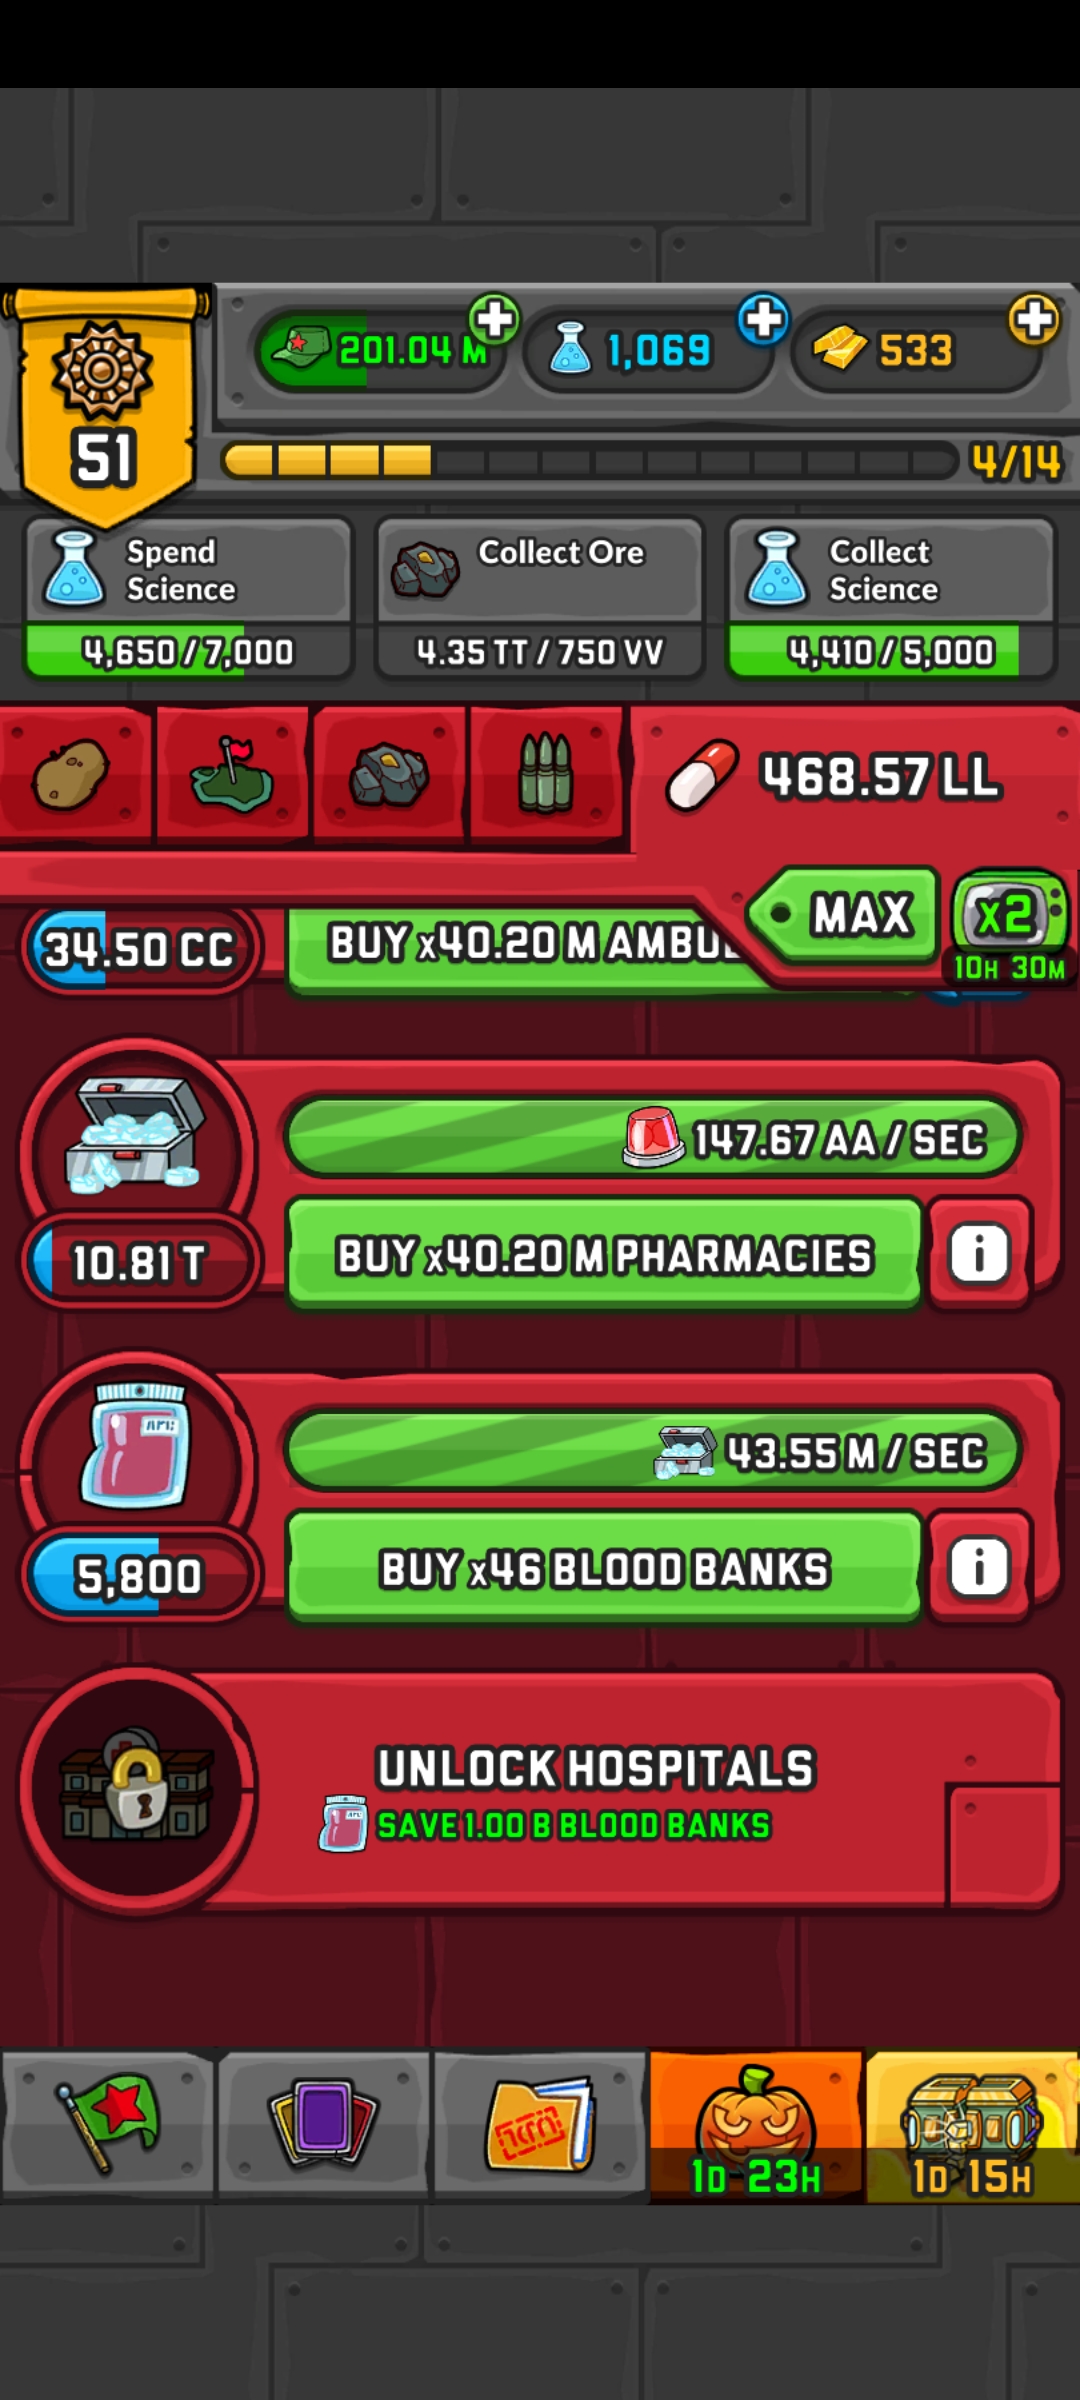 201.04 M
1,069
533
51
4/14
Spend
Science
4,650/7,000
Collect Ore
4.35 TT / 750 VV
Collect
Science
4,410/5,000
468.57 LL
MAX
x2
10H 30M
34.50 CC
BUY x40.20 M
147.67 AA / SEC
10.81 T
BUY x40.20 M PHARMACIES
i
43.55 M / SEC
5,800
BUY x46 BLOOD BANKS
i
UNLOCK HOSPITALS
SAVE 1.00 B BLOOD BANKS
1D 23H
1D 15H